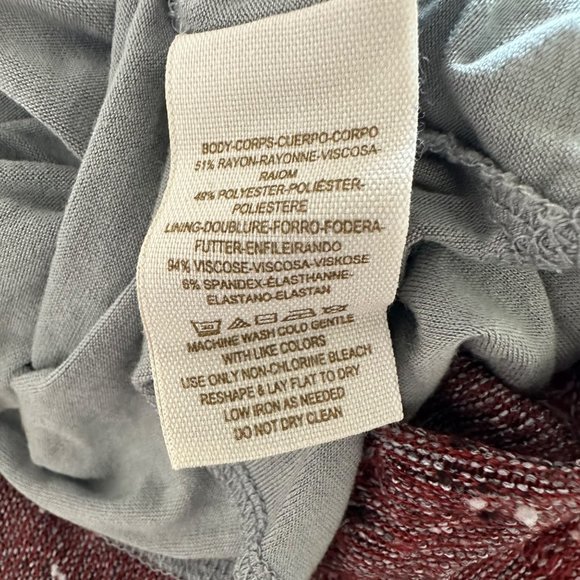 BODY-CORPS-CUERPO-CORPO
51% RAYON-RAYONNE-VISCOSA-
RAIOM
49% POLYESTER-POLIÉSTER-
POLIESTERE
LINING-DOUBLURE-FORRO-FODERA-
FUTTER-ENFILEIRANDO
94% VISCOSE-VISCOSA-VISKOSE
6% SPANDEX-ÉLASTHANNE-
ELASTANO-ELASTAN
30
MACHINE WASH COLD GENTLE
WITH LIKE COLORS
USE ONLY NON-CHLORINE BLEACH
RESHAPE & LAY FLAT TO DRY
LOW IRON AS NEEDED
DO NOT DRY CLEAN